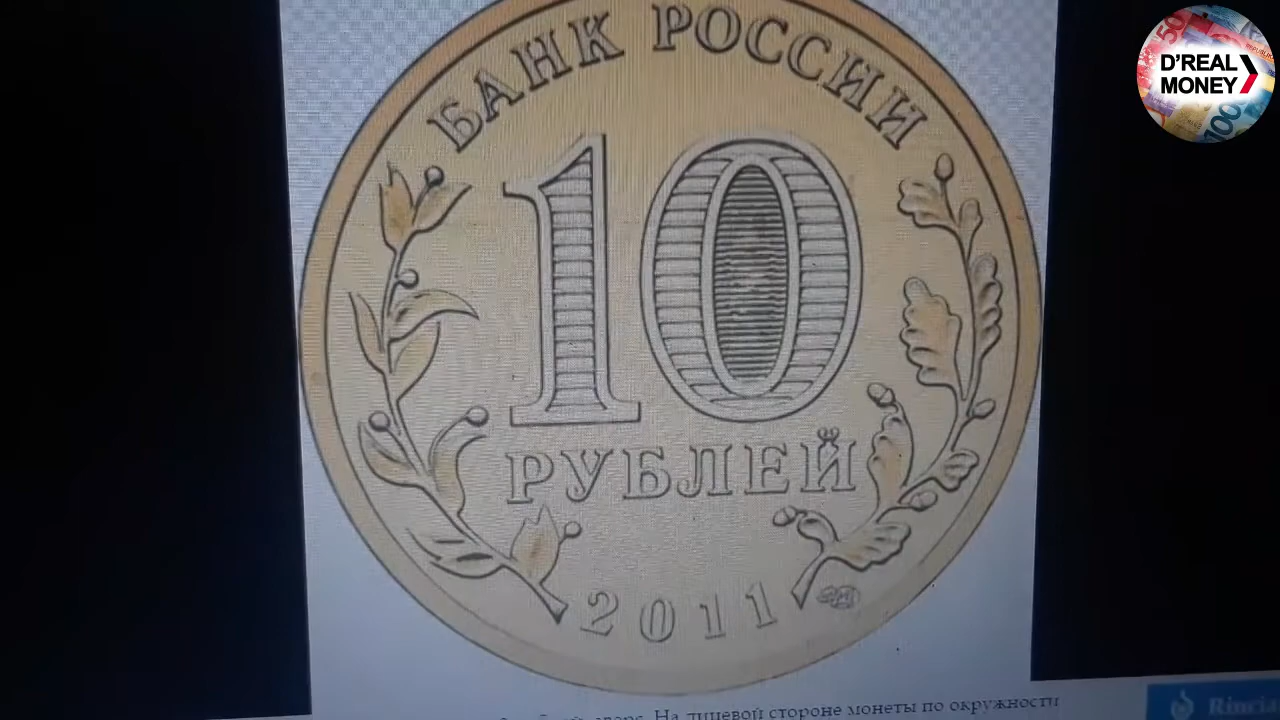 БАНК РОССИИ
10
РУБЛЕЙ
2011
D'REAL
MONEY
На лицевой стороне монеты по окружности